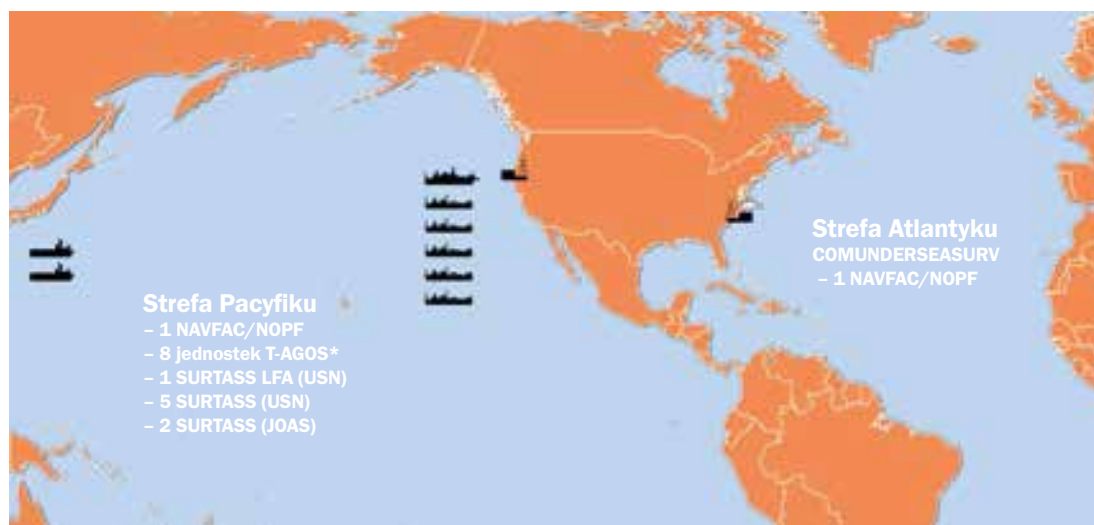 Strefa Pacyfiku
– 1 NAVFAC/NOPF
– 8 jednostek T-AGOS*
– 1 SURTASS LFA (USN)
– 5 SURTASS (USN)
– 2 SURTASS (JOAS)
Strefa Atlantyku
COMUNDERSEASURV
– 1 NAVFAC/NOPF